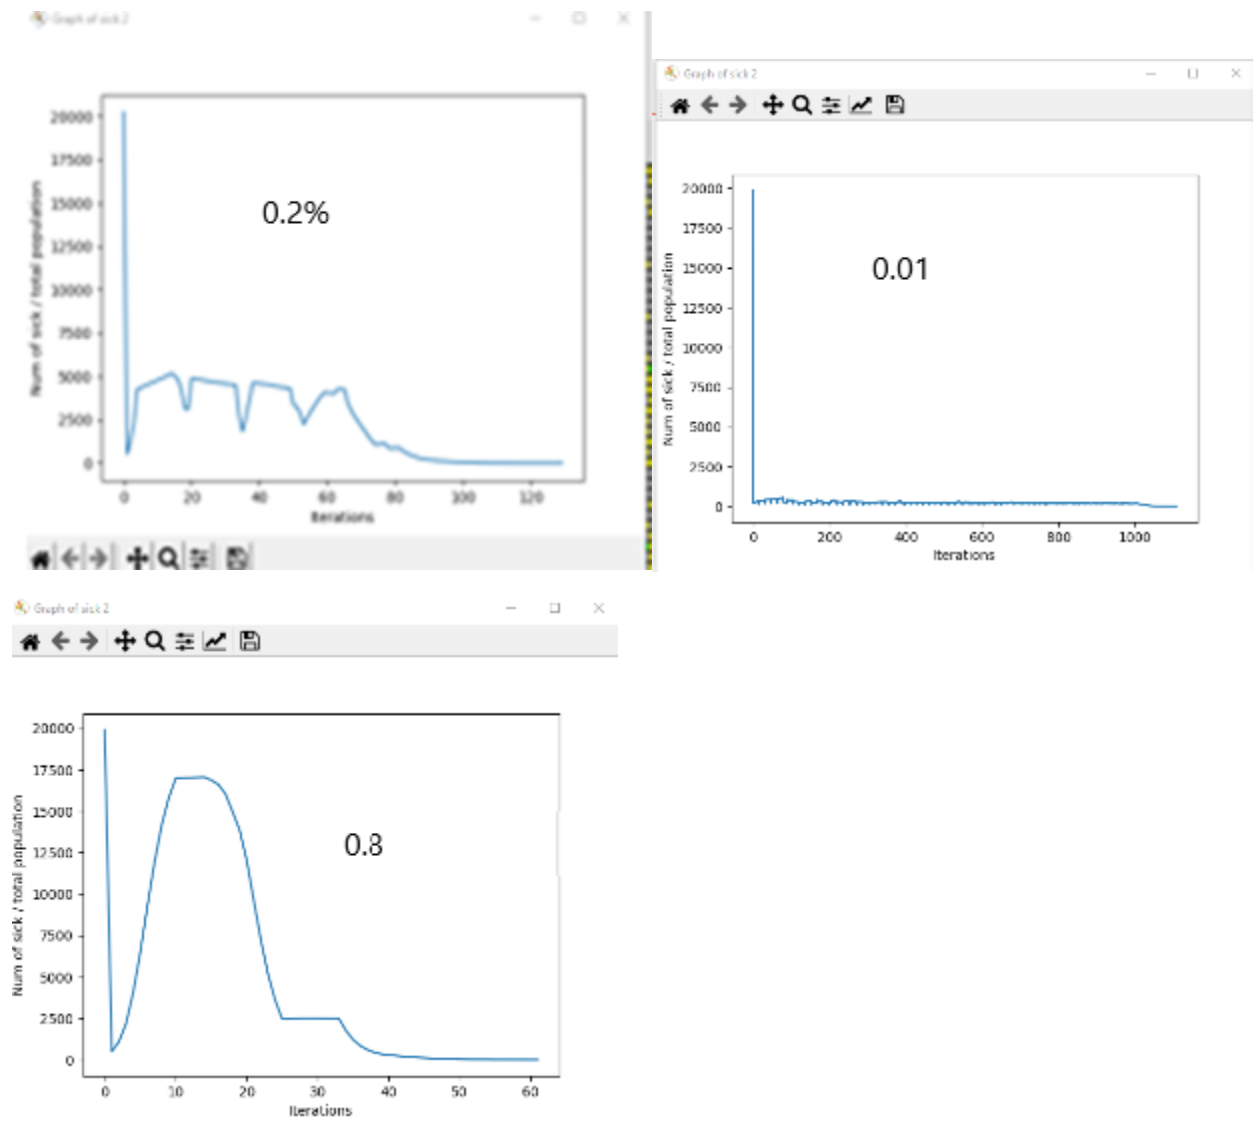 Graph of sick 2
0.2%
20000
17500
15000
12500
10000
7500
5000
2500
0
Num of sick / total population
0 20 40 60 80 100 120
Iterations
Graph of sick 2
0.01
20000
17500
15000
12500
10000
7500
5000
2500
0
Num of sick / total population
0 200 400 600 800 1000
Iterations
Graph of sick 2
0.8
20000
17500
15000
12500
10000
7500
5000
2500
0
Num of sick / total population
0 10 20 30 40 50 60
Iterations